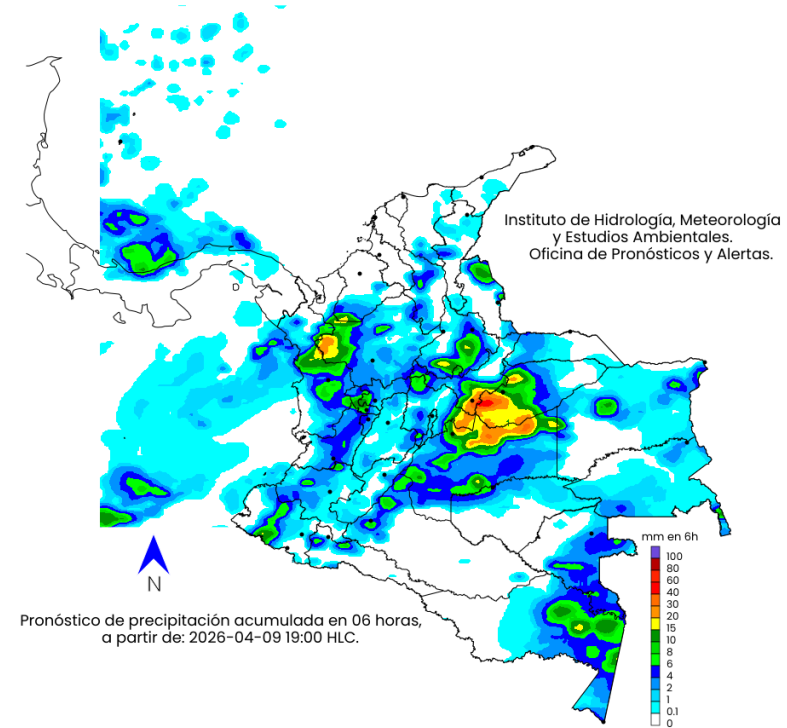 Instituto de Hidrología, Meteorología
y Estudios Ambientales.
Oficina de Pronósticos y Alertas.
mm en 6h
100
80
60
40
30
20
15
10
8
6
4
2
1
0.1
0
N
Pronóstico de precipitación acumulada en 06 horas,
a partir de: 2026-04-09 19:00 HLC.